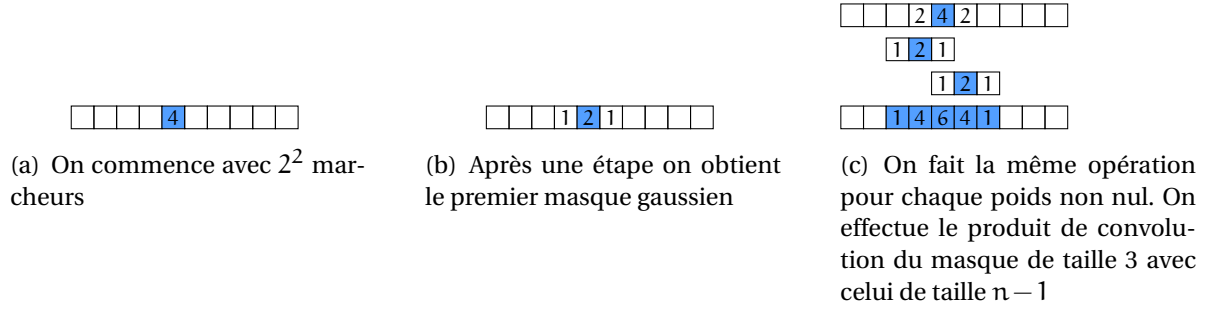 2 4 2
1 2 1
1 2 1
4
1 2 1
1 4 6 4 1
(a) On commence avec 2² mar-
cheurs
(b) Après une étape on obtient
le premier masque gaussien
(c) On fait la même opération
pour chaque poids non nul. On
effectue le produit de convolu-
tion du masque de taille 3 avec
celui de taille n − 1